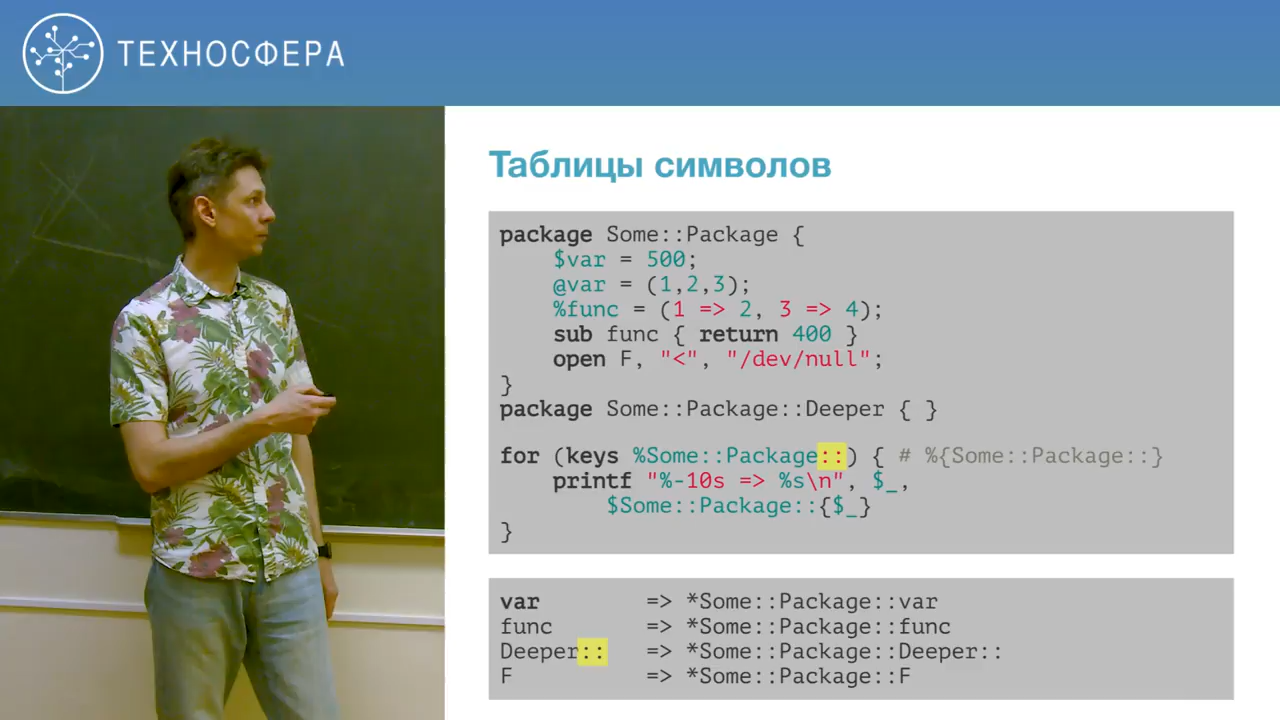 ТЕХНОСФЕРА
Таблицы символов
package Some::Package {
    $var = 500;
    @var = (1,2,3);
    %func = (1 => 2, 3 => 4);
    sub func { return 400 }
    open F, "<", "/dev/null";
}
package Some::Package::Deeper { }
for (keys %Some::Package::) { # %{Some::Package::}
    printf "%-10s => %s\n", $_,
        $Some::Package::{$_}
}
var        => *Some::Package::var
func       => *Some::Package::func
Deeper::   => *Some::Package::Deeper::
F          => *Some::Package::F